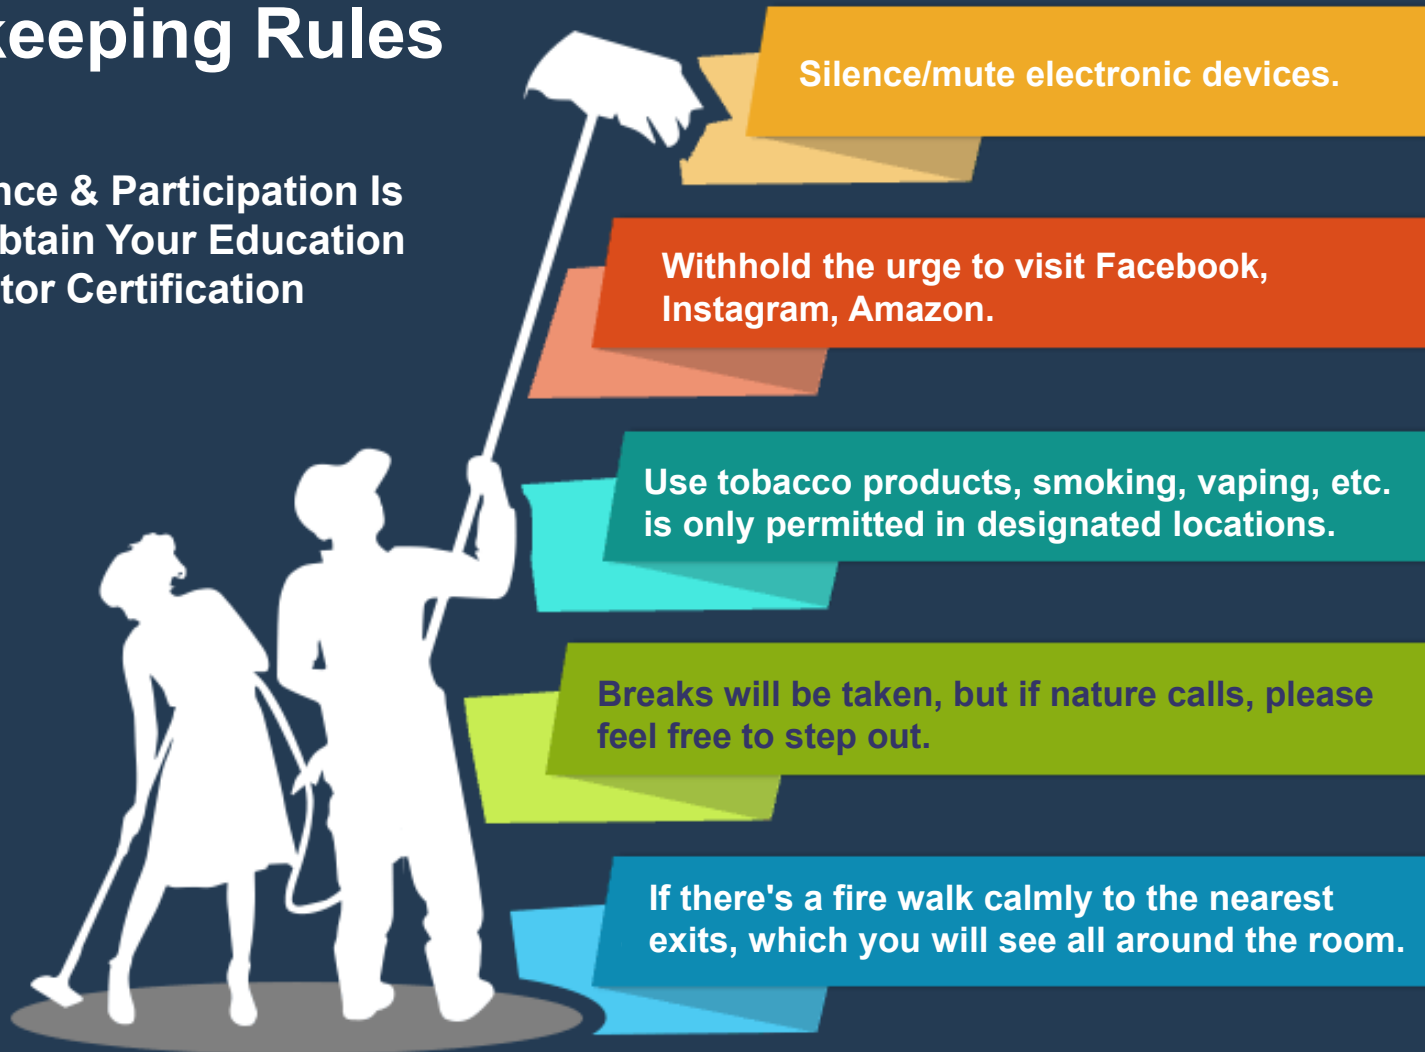 keeping Rules
nce & Participation Is
btain Your Education
tor Certification
Silence/mute electronic devices.
Withhold the urge to visit Facebook,
Instagram, Amazon.
Use tobacco products, smoking, vaping, etc.
is only permitted in designated locations.
Breaks will be taken, but if nature calls, please
feel free to step out.
If there's a fire walk calmly to the nearest
exits, which you will see all around the room.